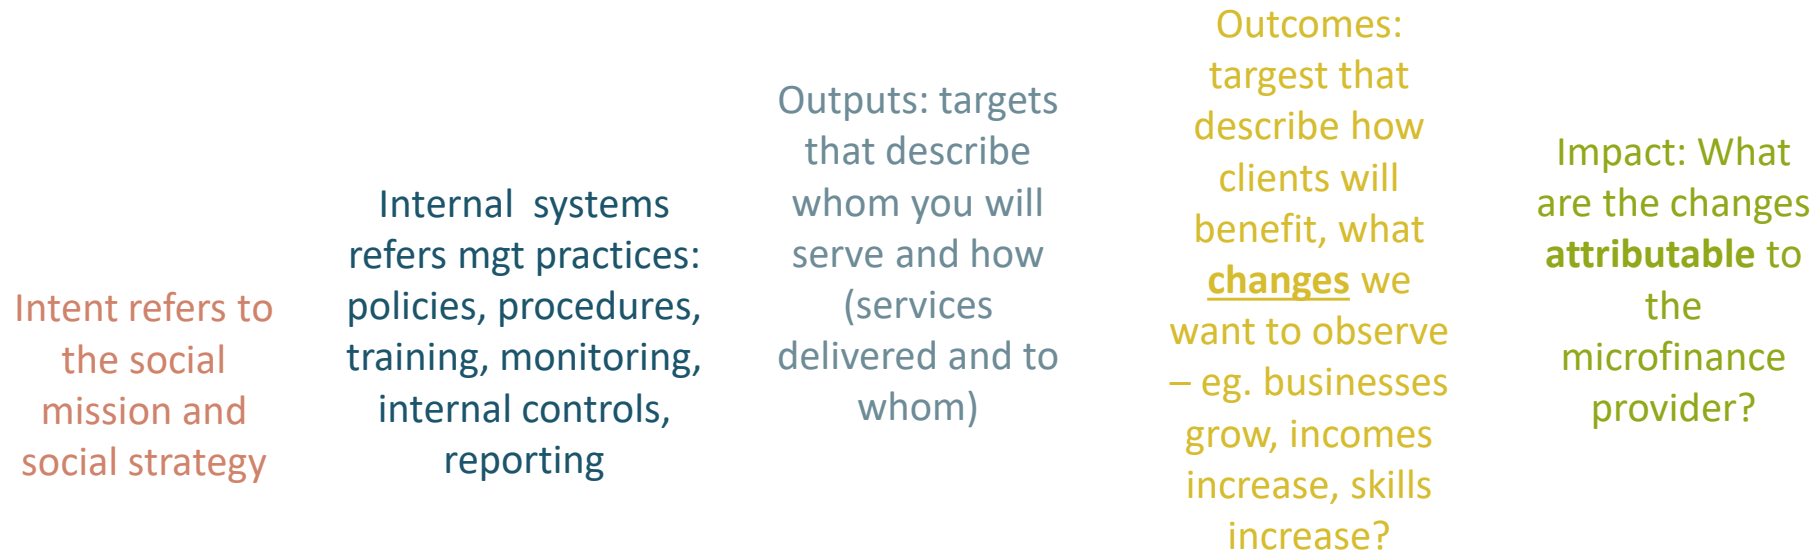 Intent refers to
the social
mission and
social strategy
Internal systems
refers mgt practices:
policies, procedures,
training, monitoring,
internal controls,
reporting
Outputs: targets
that describe
whom you will
serve and how
(services
delivered and to
whom)
Outcomes:
targest that
describe how
clients will
benefit, what
changes we
want to observe
– eg. businesses
grow, incomes
increase, skills
increase?
Impact: What
are the changes
attributable to
the
microfinance
provider?